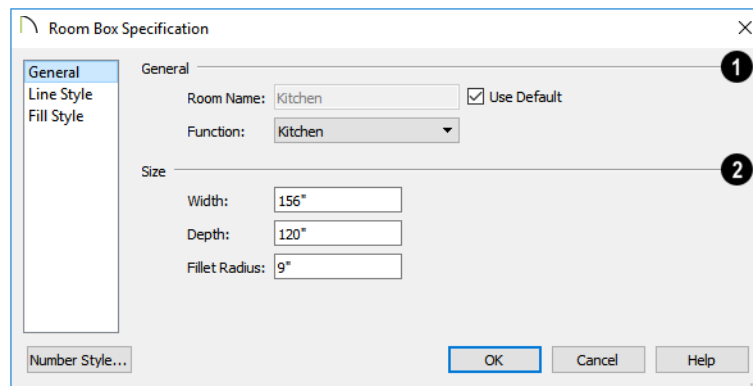 Room Box Specification
General
Line Style
Fill Style
General
1
Room Name: Kitchen Use Default
Function: Kitchen
Size
2
Width: 156"
Depth: 120"
Fillet Radius: 9"
Number Style... OK Cancel Help